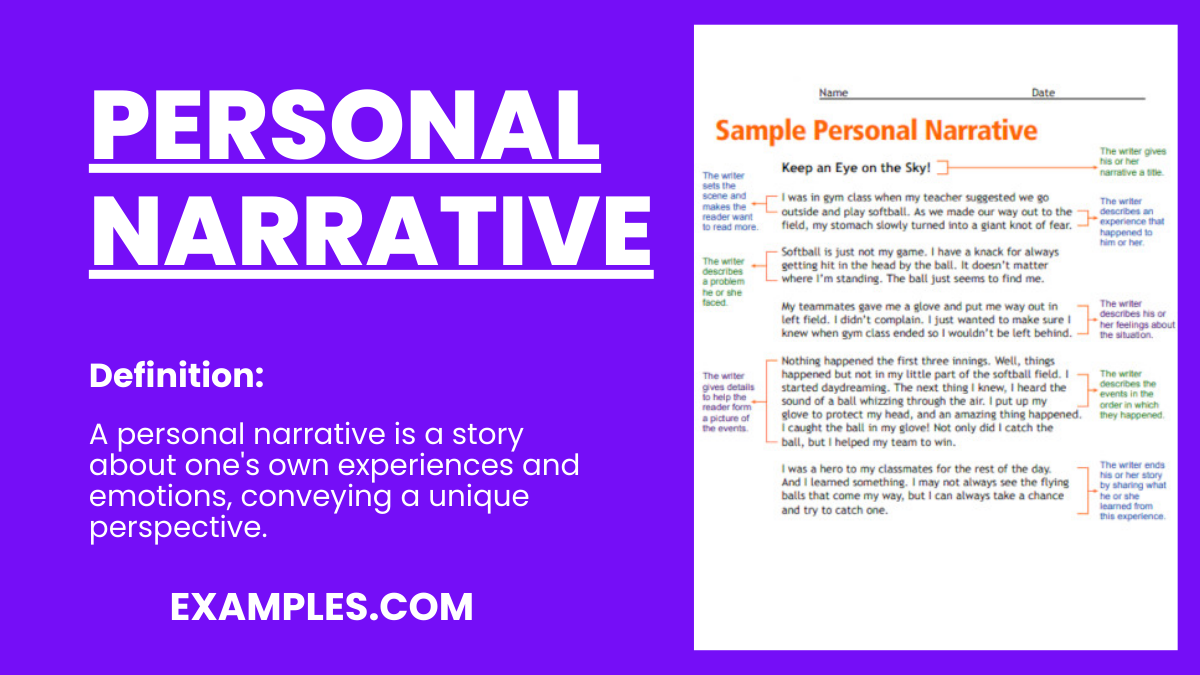 PERSONAL
NARRATIVE
Definition:
A personal narrative is a story
about one's own experiences and
emotions, conveying a unique
perspective.
EXAMPLES.COM
Name
Date
Sample Personal Narrative
Keep an Eye on the Sky!
The writer gives
his or her
narrative a title.
The writer
sets the
scene and
makes the
reader want
to read more.
I was in gym class when my teacher suggested we go
outside and play softball. As we made our way out to the
field, my stomach slowly turned into a giant knot of fear.
The writer
describes an
experience that
happened to
him or her.
The writer
describes
a problem
he or she
faced.
Softball is just not my game. I have a knack for always
getting hit in the head by the ball. It doesn't matter
where I'm standing. The ball just seems to find me.
My teammates gave me a glove and put me way out in
left field. I didn't complain. I just wanted to make sure I
knew when gym class ended so I wouldn't be left behind.
The writer
describes his or
her feelings about
the situation.
The writer
gives details
to help the
reader form
a picture of
the events.
Nothing happened the first three innings. Well, things
happened but not in my little part of the softball field. I
started daydreaming. The next thing I knew, I heard the
sound of a ball whizzing through the air. I put up my
glove to protect my head, and an amazing thing happened.
I caught the ball in my glove! Not only did I catch the
ball, but I helped my team to win.
The writer
describes the
events in the
order in which
they happened.
I was a hero to my classmates for the rest of the day.
And I learned something. I may not always see the flying
balls that come my way, but I can always take a chance
and try to catch one.
The writer ends
his or her story
by sharing what
he or she
learned from
this experience.